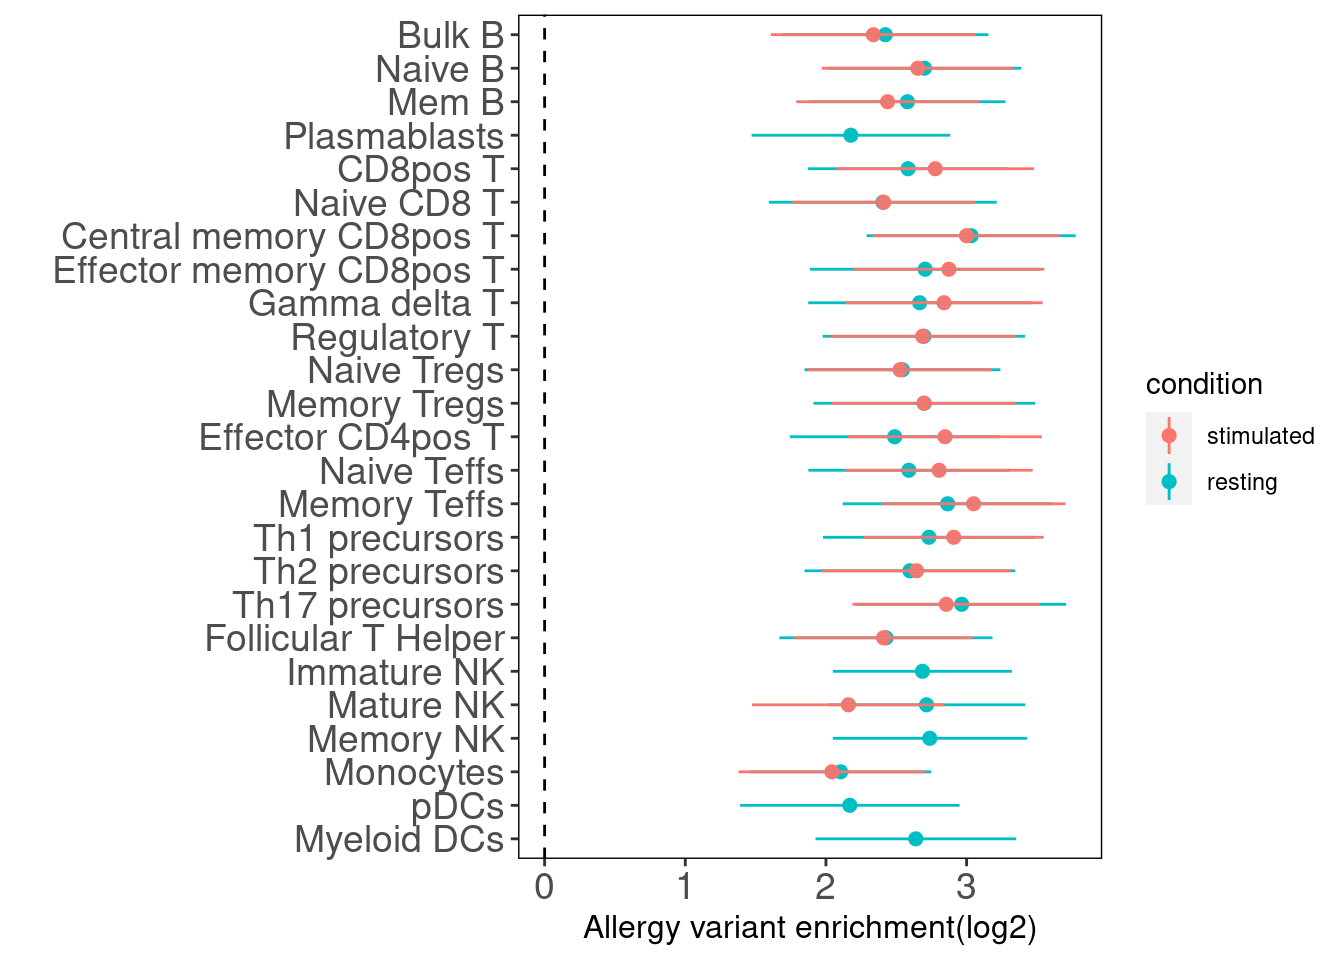 Bulk B
Naive B
Mem B
Plasmablasts
CD8pos T
Naive CD8 T
Central memory CD8pos T
Effector memory CD8pos T
Gamma delta T
Regulatory T
Naive Tregs
Memory Tregs
Effector CD4pos T
Naive Teffs
Memory Teffs
Th1 precursors
Th2 precursors
Th17 precursors
Follicular T Helper
Immature NK
Mature NK
Memory NK
Monocytes
pDCs
Myeloid DCs
0 1 2 3
Allergy variant enrichment(log2)
condition
stimulated
resting